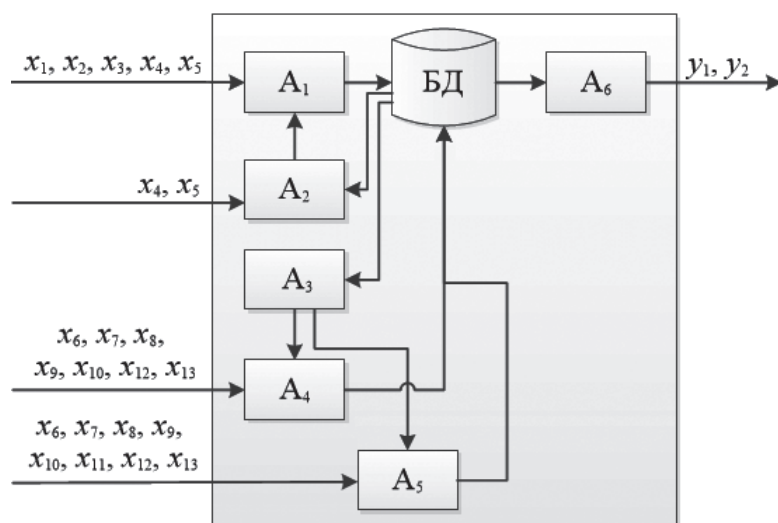 x₁, x₂, x₃, x₄, x₅
A₁
БД
A₆
y₁, y₂
x₄, x₅
A₂
A₃
x₆, x₇, x₈,
x₉, x₁₀, x₁₂, x₁₃
A₄
x₆, x₇, x₈, x₉,
x₁₀, x₁₁, x₁₂, x₁₃
A₅